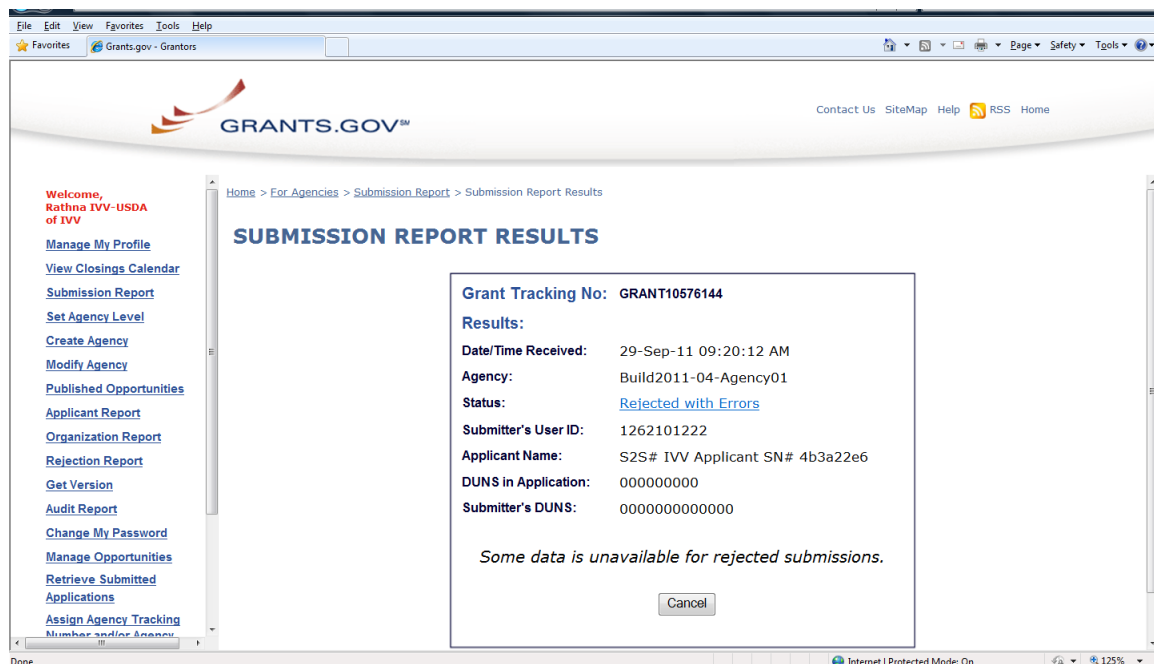 File Edit View Favorites Tools Help
Favorites Grants.gov - Grantors Page Safety Tools
GRANTS.GOV℠
Contact Us SiteMap Help RSS Home
Welcome,
Rathna IVV-USDA
of IVV
Manage My Profile
View Closings Calendar
Submission Report
Set Agency Level
Create Agency
Modify Agency
Published Opportunities
Applicant Report
Organization Report
Rejection Report
Get Version
Audit Report
Change My Password
Manage Opportunities
Retrieve Submitted
Applications
Assign Agency Tracking
Number and/or Agency
Home > For Agencies > Submission Report > Submission Report Results
SUBMISSION REPORT RESULTS
Grant Tracking No: GRANT10576144
Results:
Date/Time Received: 29-Sep-11 09:20:12 AM
Agency: Build2011-04-Agency01
Status: Rejected with Errors
Submitter's User ID: 1262101222
Applicant Name: S2S# IVV Applicant SN# 4b3a22e6
DUNS in Application: 000000000
Submitter's DUNS: 0000000000000
Some data is unavailable for rejected submissions.
Cancel
Done Internet | Protected Mode: On 125%